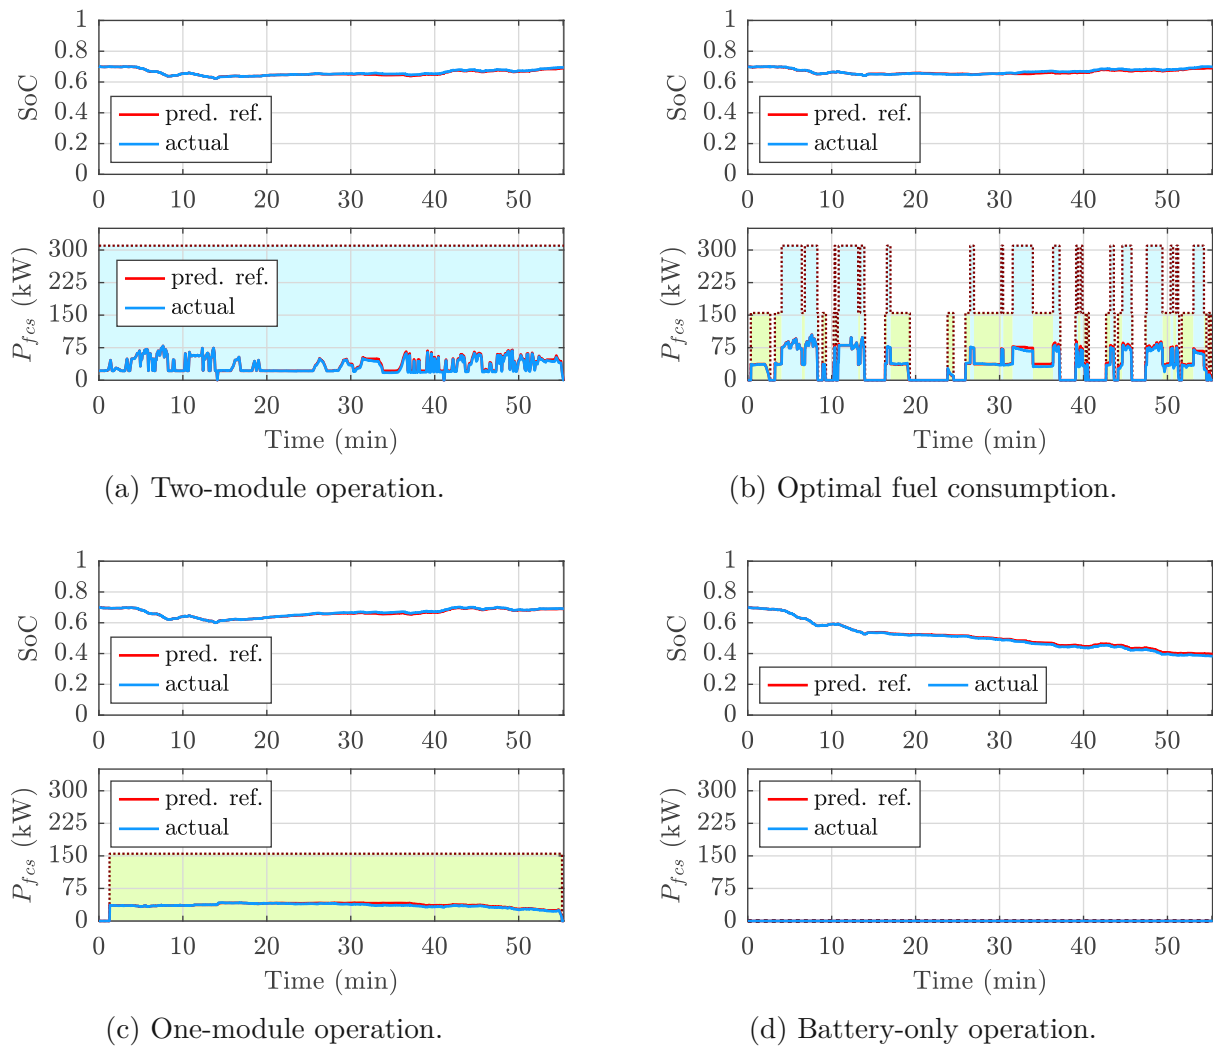 1
0.8
0.6
0.4
0.2
0
SoC
pred. ref.
actual
0 10 20 30 40 50
300
225
150
75
0
P_fcs (kW)
pred. ref.
actual
0 10 20 30 40 50
Time (min)
(a) Two-module operation.
1
0.8
0.6
0.4
0.2
0
SoC
pred. ref.
actual
0 10 20 30 40 50
300
225
150
75
0
P_fcs (kW)
0 10 20 30 40 50
Time (min)
(b) Optimal fuel consumption.
1
0.8
0.6
0.4
0.2
0
SoC
pred. ref.
actual
0 10 20 30 40 50
300
225
150
75
0
P_fcs (kW)
pred. ref.
actual
0 10 20 30 40 50
Time (min)
(c) One-module operation.
1
0.8
0.6
0.4
0.2
0
SoC
pred. ref. actual
0 10 20 30 40 50
300
225
150
75
0
P_fcs (kW)
pred. ref.
actual
0 10 20 30 40 50
Time (min)
(d) Battery-only operation.